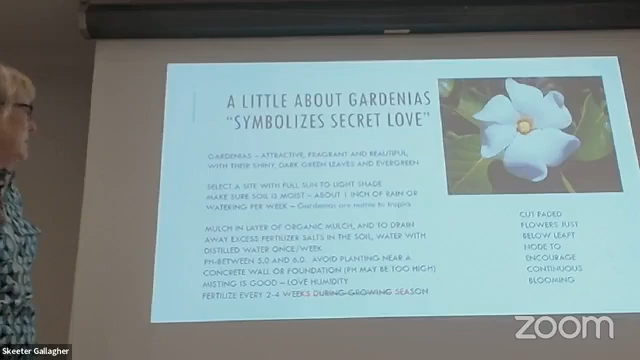 A LITTLE ABOUT GARDENIAS
"SYMBOLIZES SECRET LOVE"
GARDENIAS – ATTRACTIVE, FRAGRANT AND BEAUTIFUL,
WITH THEIR SHINY, DARK GREEN LEAVES AND EVERGREEN
SELECT A SITE WITH FULL SUN TO LIGHT SHADE
MAKE SURE SOIL IS MOIST – ABOUT 1 INCH OF RAIN OR
WATERING PER WEEK – Gardenias are native to tropics
MULCH IN LAYER OF ORGANIC MULCH, AND TO DRAIN
AWAY EXCESS FERTILIZER SALTS IN THE SOIL, WATER WITH
DISTILLED WATER ONCE/WEEK
PH-BETWEEN 5.0 AND 6.0 AVOID PLANTING NEAR A
CONCRETE WALL OR FOUNDATION (PH MAY BE TOO HIGH)
MISTING IS GOOD – LOVE HUMIDITY
FERTILIZE EVERY 2-4 WEEKS DURING GROWING SEASON
CUT FADED
FLOWERS JUST
BELOW LEAFT
NODE TO
ENCOURAGE
CONTINUOUS
BLOOMING
zoom
Skeeter Gallagher